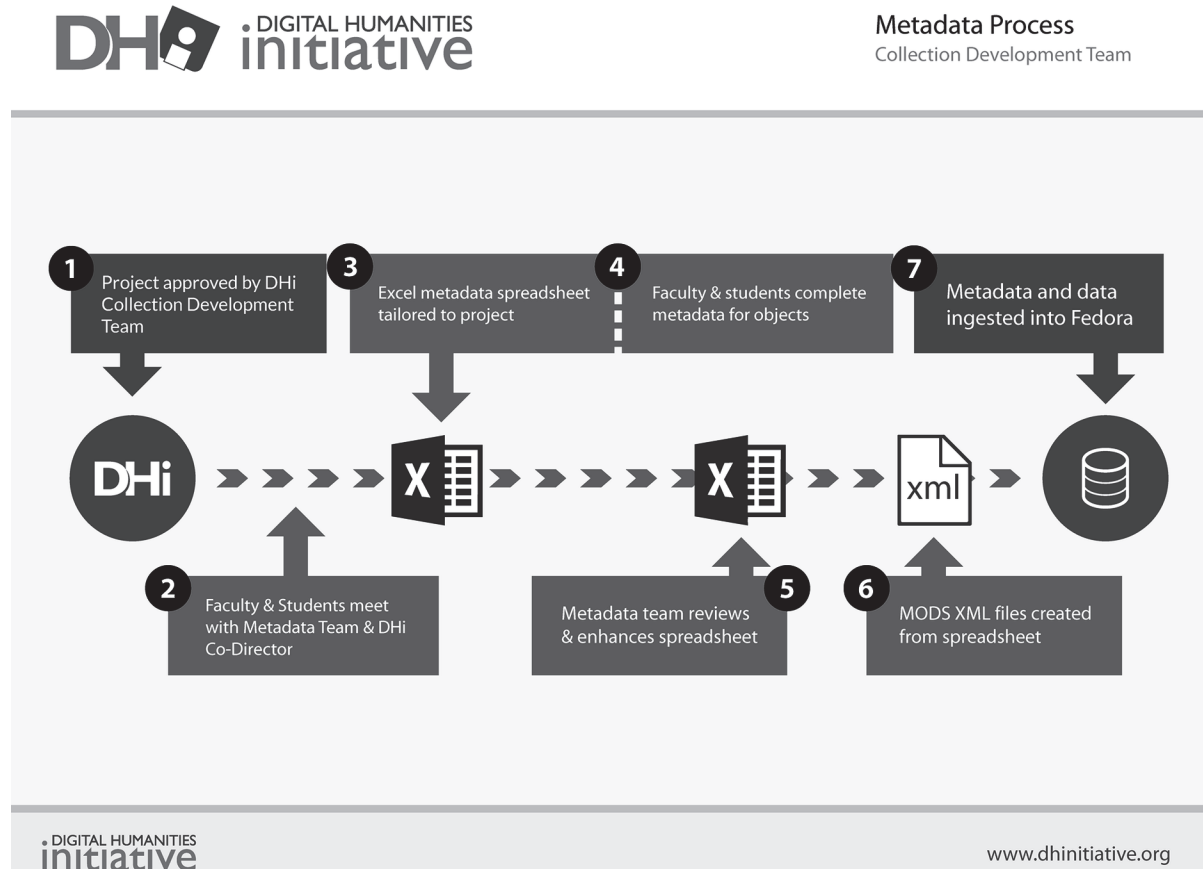 DHi
DIGITAL HUMANITIES
initiative
Metadata Process
Collection Development Team
1
Project approved by DHi
Collection Development
Team
3
Excel metadata spreadsheet
tailored to project
4
Faculty & students complete
metadata for objects
7
Metadata and data
ingested into Fedora
DHi
X
X
xml
2
Faculty & Students meet
with Metadata Team & DHi
Co-Director
Metadata team reviews
& enhances spreadsheet
5
6
MODS XML files created
from spreadsheet
DIGITAL HUMANITIES
initiative
www.dhinitiative.org